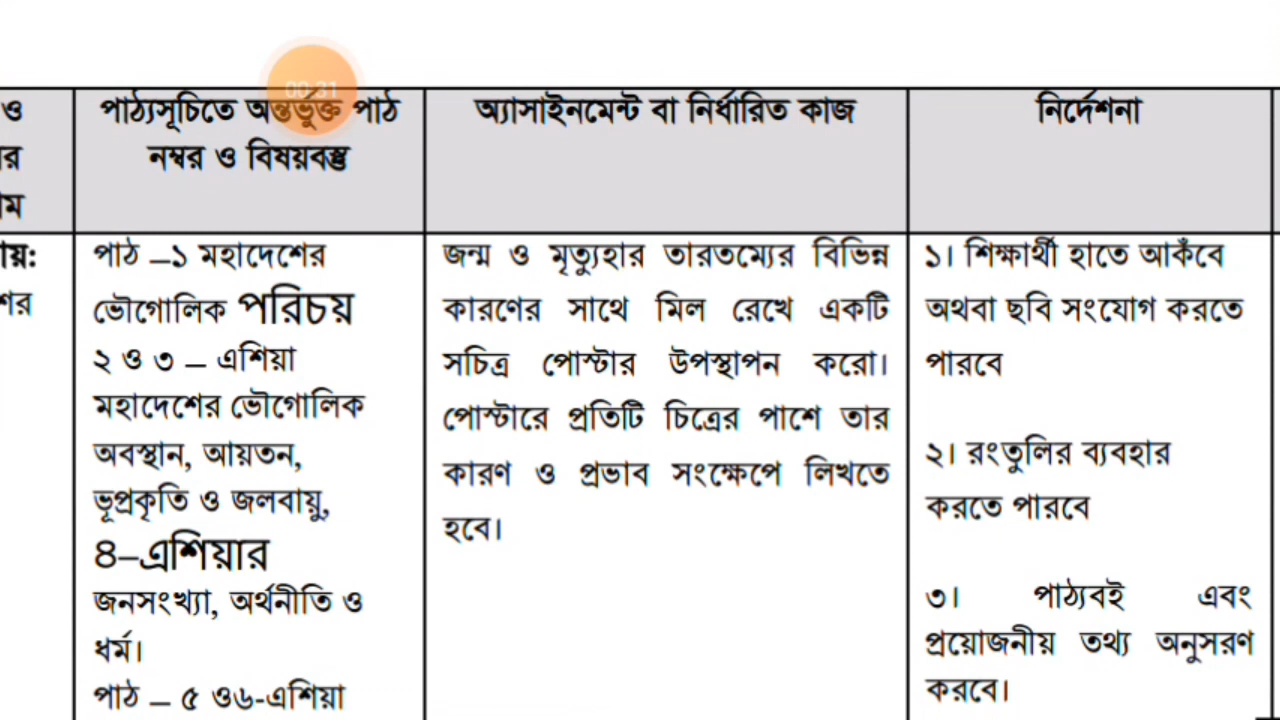 00:31
ও
র
ম
পাঠ্যসূচিতে অন্তর্ভুক্ত পাঠ
নম্বর ও বিষয়বস্তু
অ্যাসাইনমেন্ট বা নির্ধারিত কাজ
নির্দেশনা
য়:
শের
পাঠ –১ মহাদেশের
ভৌগোলিক পরিচয়
২ ও ৩ – এশিয়া
মহাদেশের ভৌগোলিক
অবস্থান, আয়তন,
ভূপ্রকৃতি ও জলবায়ু,
৪–এশিয়ার
জনসংখ্যা, অর্থনীতি ও
ধর্ম।
পাঠ – ৫ ও৬-এশিয়া
জন্ম ও মৃত্যুহার তারতম্যের বিভিন্ন
কারণের সাথে মিল রেখে একটি
সচিত্র পোস্টার উপস্থাপন করো।
পোস্টারে প্রতিটি চিত্রের পাশে তার
কারণ ও প্রভাব সংক্ষেপে লিখতে
হবে।
১। শিক্ষার্থী হাতে আকঁবে
অথবা ছবি সংযোগ করতে
পারবে
২। রংতুলির ব্যবহার
করতে পারবে
৩। পাঠ্যবই এবং
প্রয়োজনীয় তথ্য অনুসরণ
করবে।